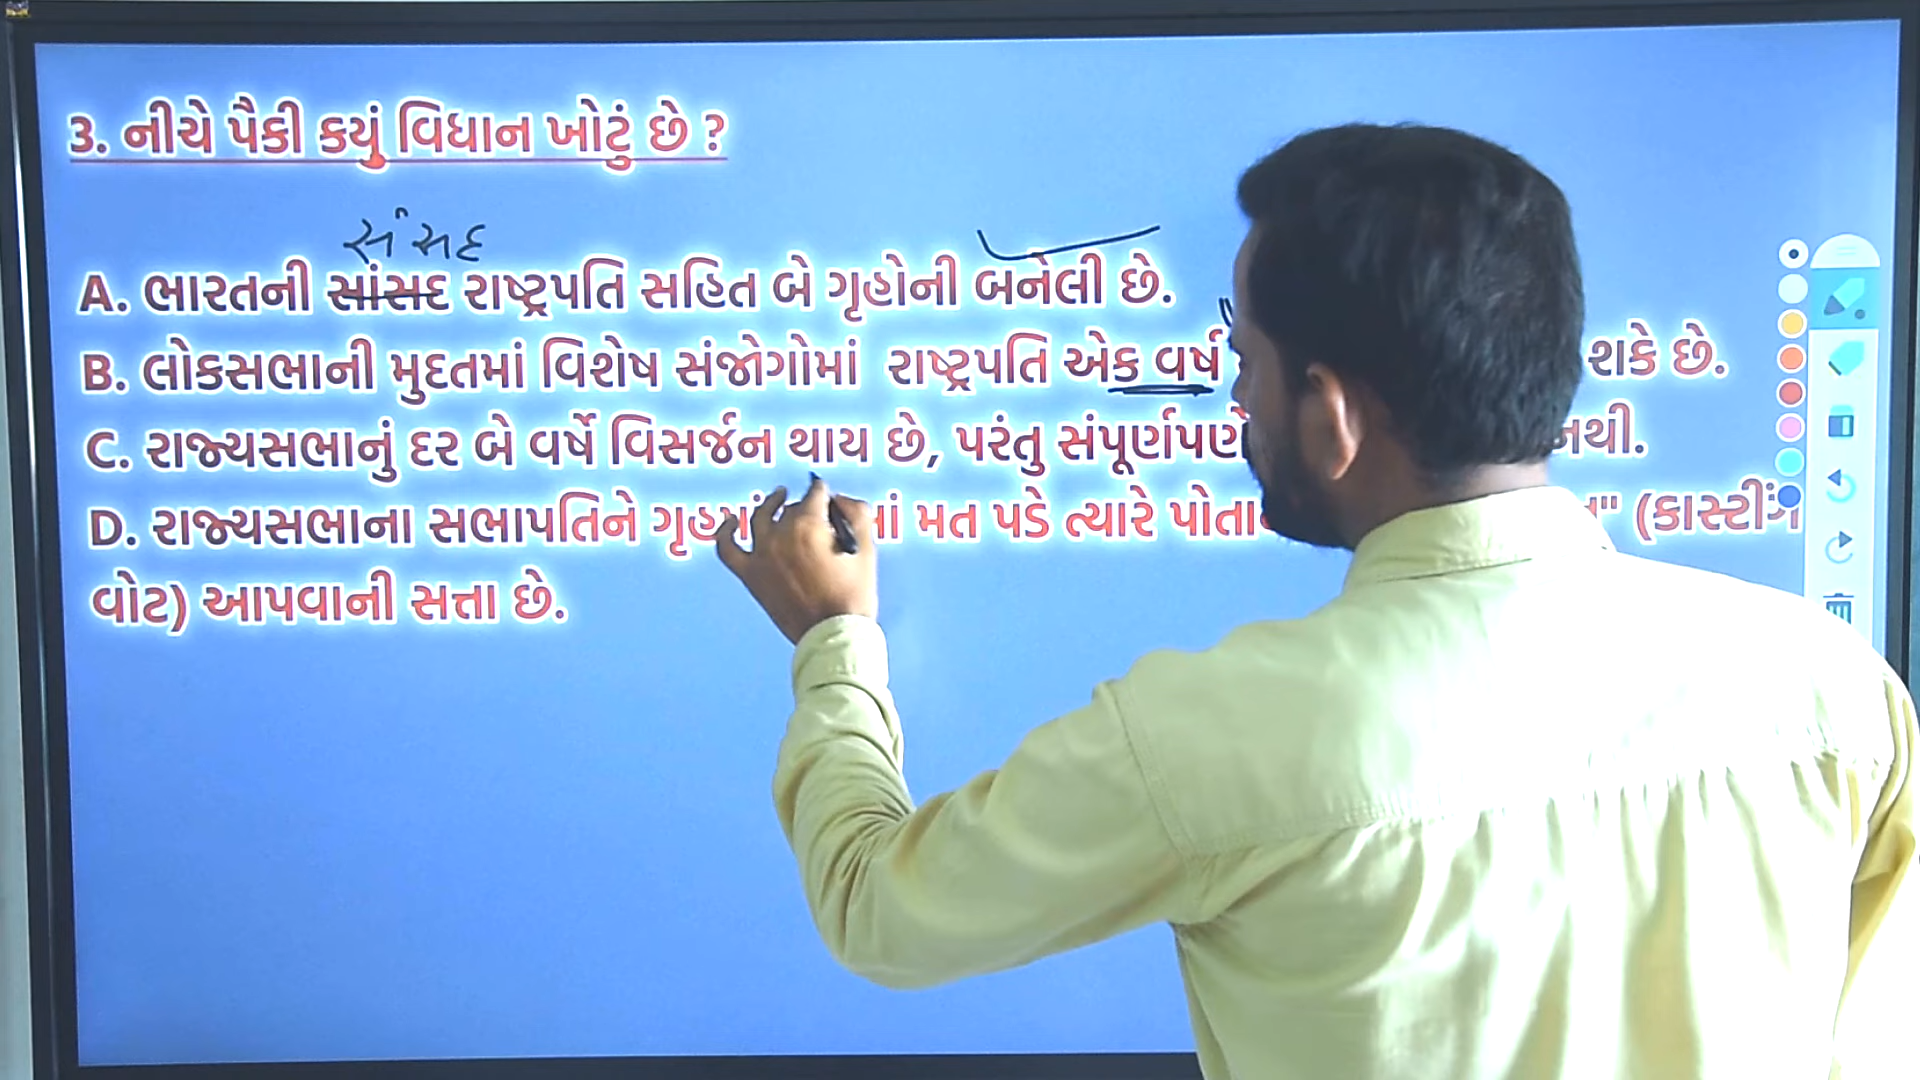 3. નીચે પૈકી કયું વિધાન ખોટું છે ?
સંસદ
A. ભારતની સાંસદ રાષ્ટ્રપતિ સહિત બે ગૃહોની બનેલી છે.
B. લોકસભાની મુદતમાં વિશેષ સંજોગોમાં રાષ્ટ્રપતિ એક વર્ષ શકે છે.
C. રાજ્યસભાનું દર બે વર્ષે વિસર્જન થાય છે, પરંતુ સંપૂર્ણપણે નથી.
D. રાજ્યસભાના સભાપતિને મત પડે ત્યારે (કાસ્ટીંગ
વોટ) આપવાની સત્તા છે.